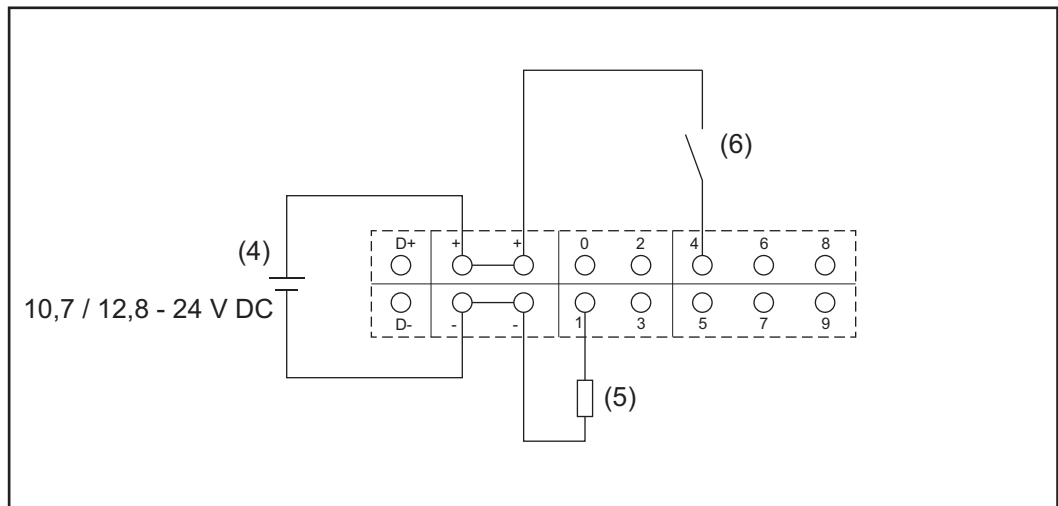 (6)
(4)
10,7 / 12,8 - 24 V DC
D+ + + 0 2 4 6 8
D- - - 1 3 5 7 9
(5)